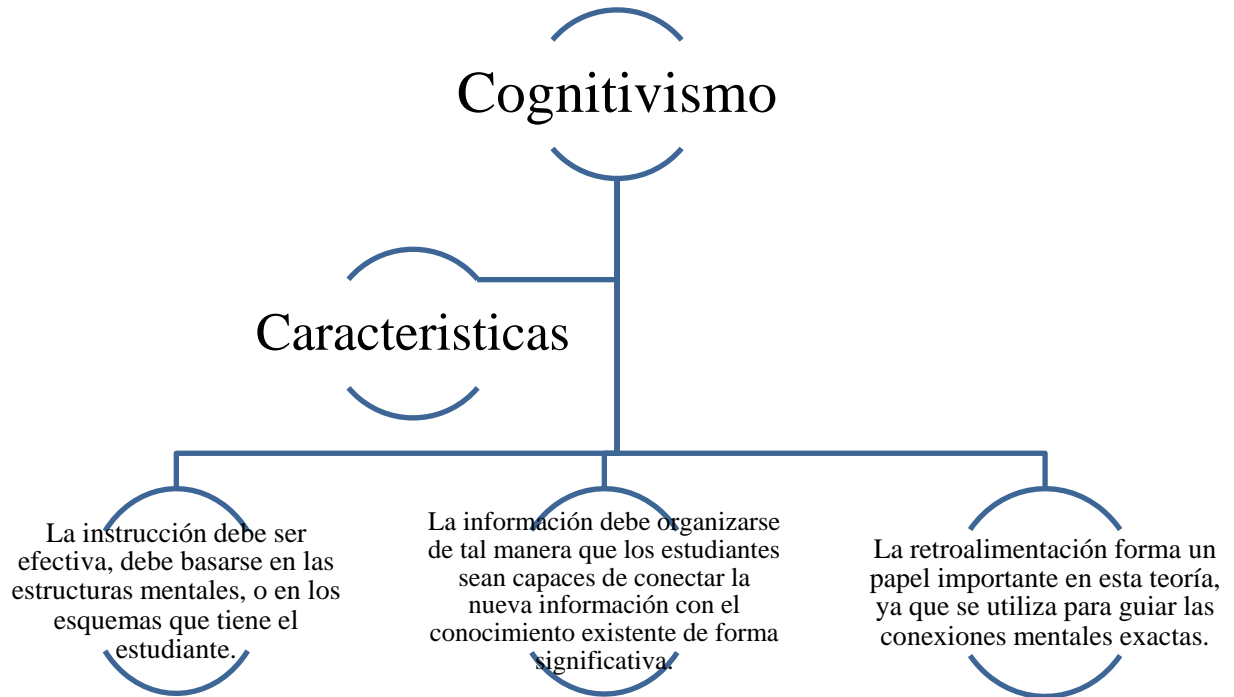 Cognitivismo
Caracteristicas
La instrucción debe ser
efectiva, debe basarse en las
estructuras mentales, o en los
esquemas que tiene el
estudiante.
La información debe organizarse
de tal manera que los estudiantes
sean capaces de conectar la
nueva información con el
conocimiento existente de forma
significativa.
La retroalimentación forma un
papel importante en esta teoría,
ya que se utiliza para guiar las
conexiones mentales exactas.